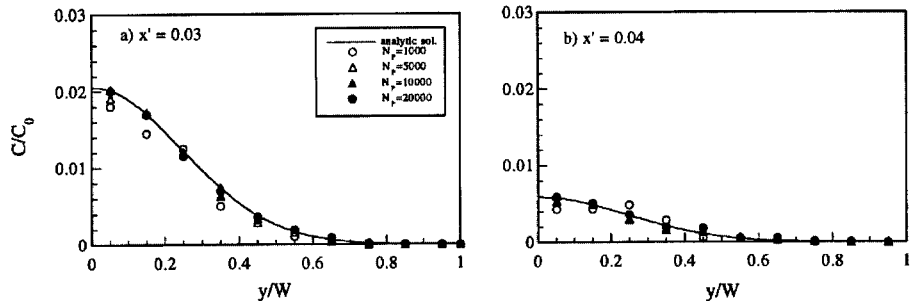 a) x' = 0.03
analytic sol.
N_p=1000
N_p=5000
N_p=10000
N_p=20000
C/C_0
0.03
0.02
0.01
0
0 0.2 0.4 0.6 0.8 1
y/W
b) x' = 0.04
0.03
0.02
0.01
0
0 0.2 0.4 0.6 0.8 1
y/W